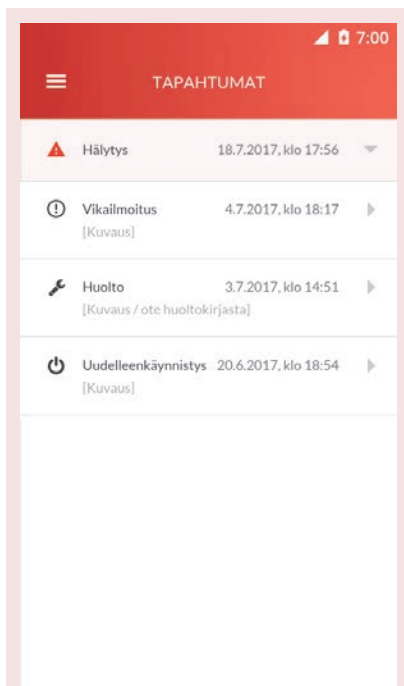 7:00
TAPAHTUMAT
Hälytys 18.7.2017, klo 17:56
Vikailmoitus 4.7.2017, klo 18:17
[Kuvaus]
Huolto 3.7.2017, klo 14:51
[Kuvaus / ote huoltokirjasta]
Uudelleenkäynnistys 20.6.2017, klo 18:54
[Kuvaus]